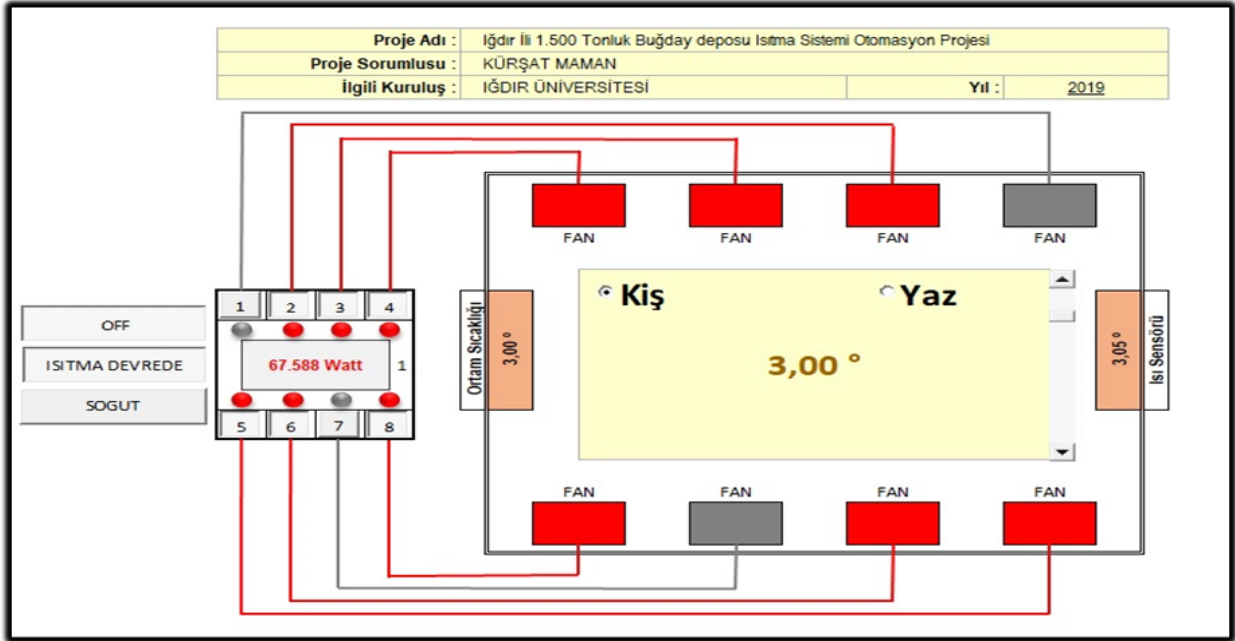 Proje Adı : Iğdır İli 1.500 Tonluk Buğday deposu Isıtma Sistemi Otomasyon Projesi
Proje Sorumlusu : KÜRŞAT MAMAN
İlgili Kuruluş : IĞDIR ÜNİVERSİTESİ Yıl : 2019
FAN FAN FAN FAN
1 2 3 4
OFF
ISITMA DEVREDE
SOGUT
67.588 Watt 1
5 6 7 8
Ortam Sıcaklığı
3,00 °
Kiş Yaz
3,00 °
3,05 °
Isı Sensörü
FAN FAN FAN FAN